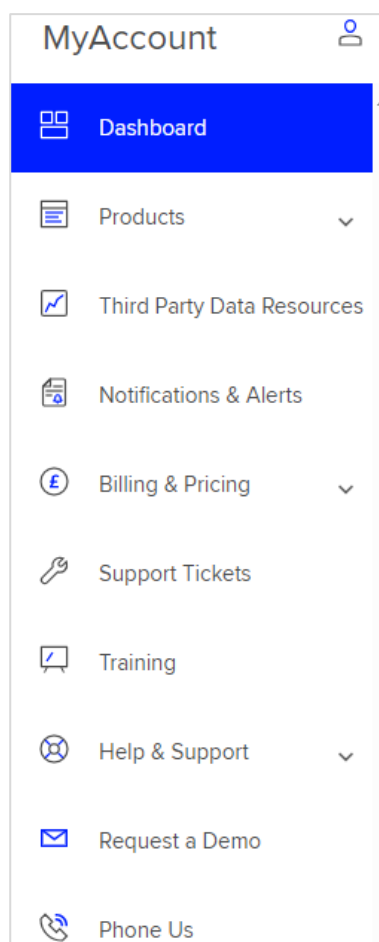 MyAccount
Dashboard
Products
Third Party Data Resources
Notifications & Alerts
£
Billing & Pricing
Support Tickets
Training
Help & Support
Request a Demo
Phone Us